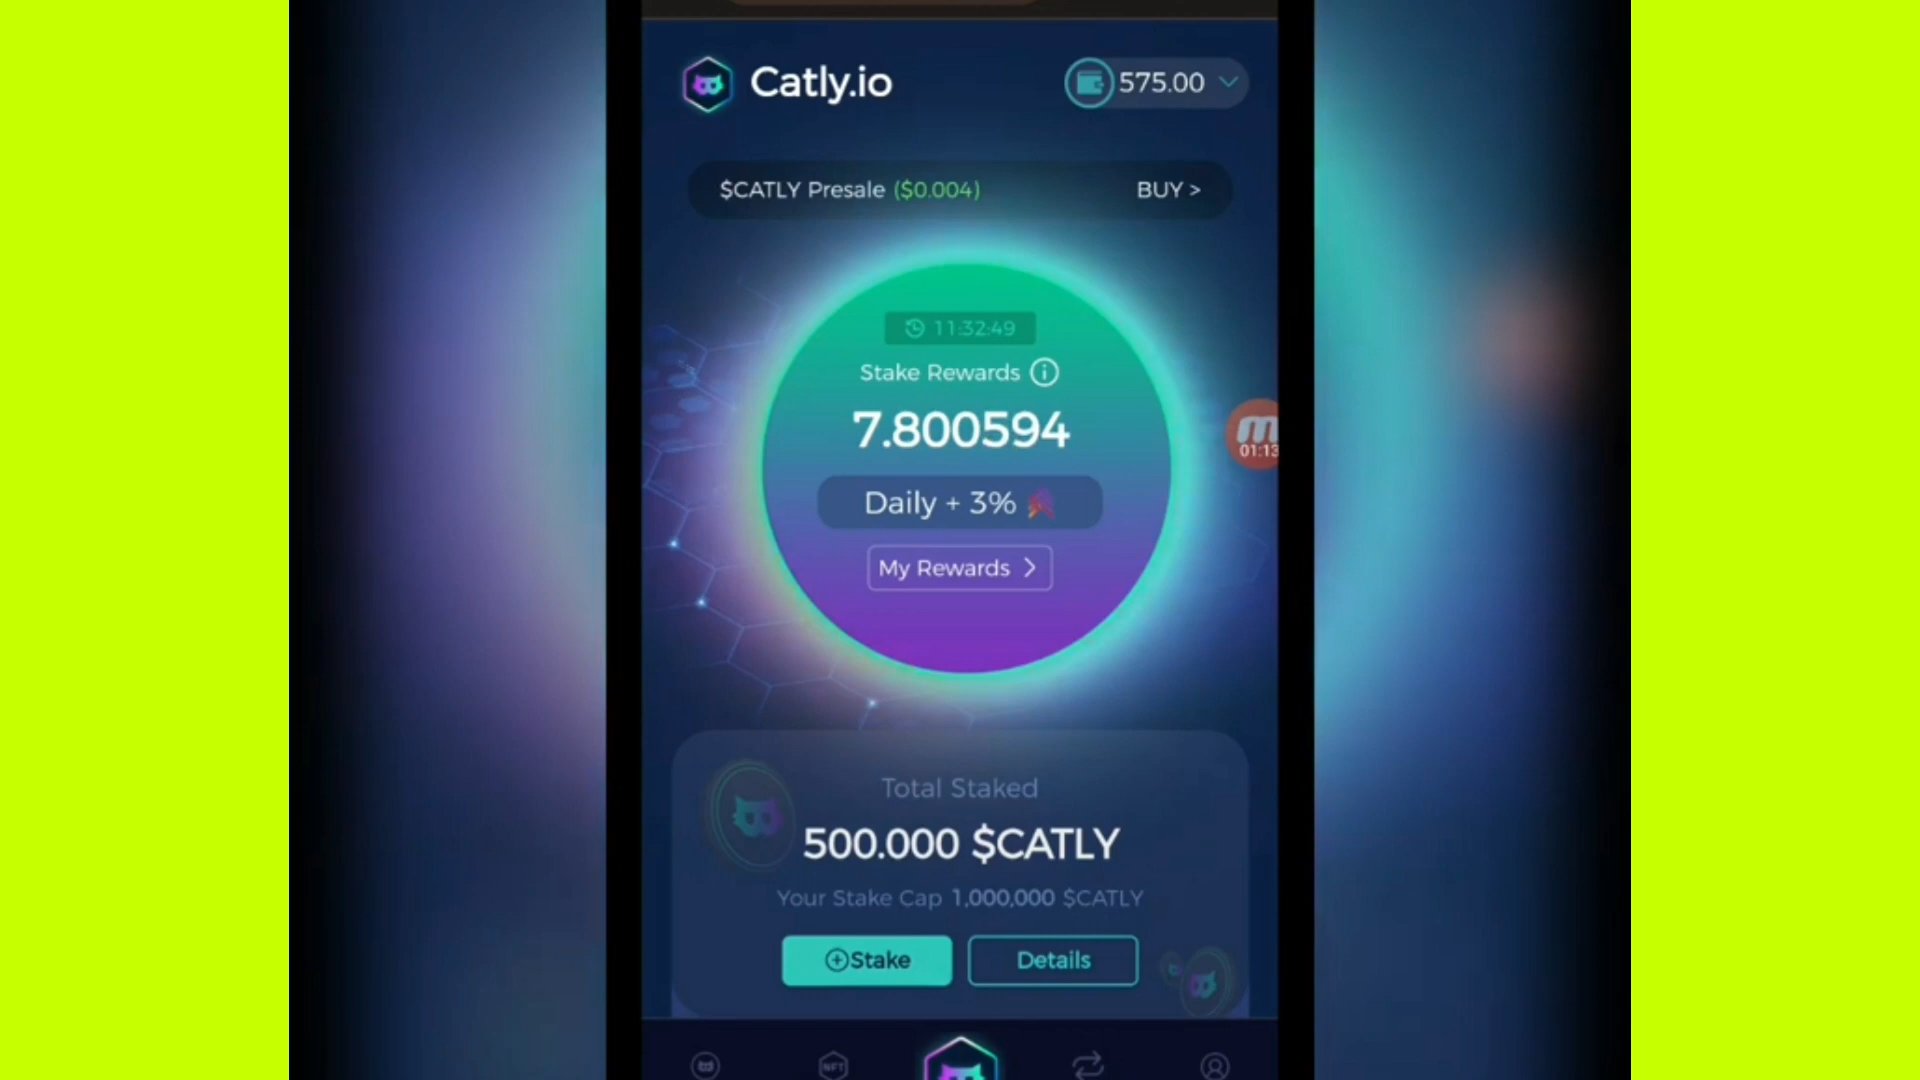 Catly.io
575.00
$CATLY Presale ($0.004) BUY >
11:32:49
Stake Rewards
7.800594
01:13
Daily + 3%
My Rewards >
Total Staked
500.000 $CATLY
Your Stake Cap 1,000,000 $CATLY
Stake Details
NFT